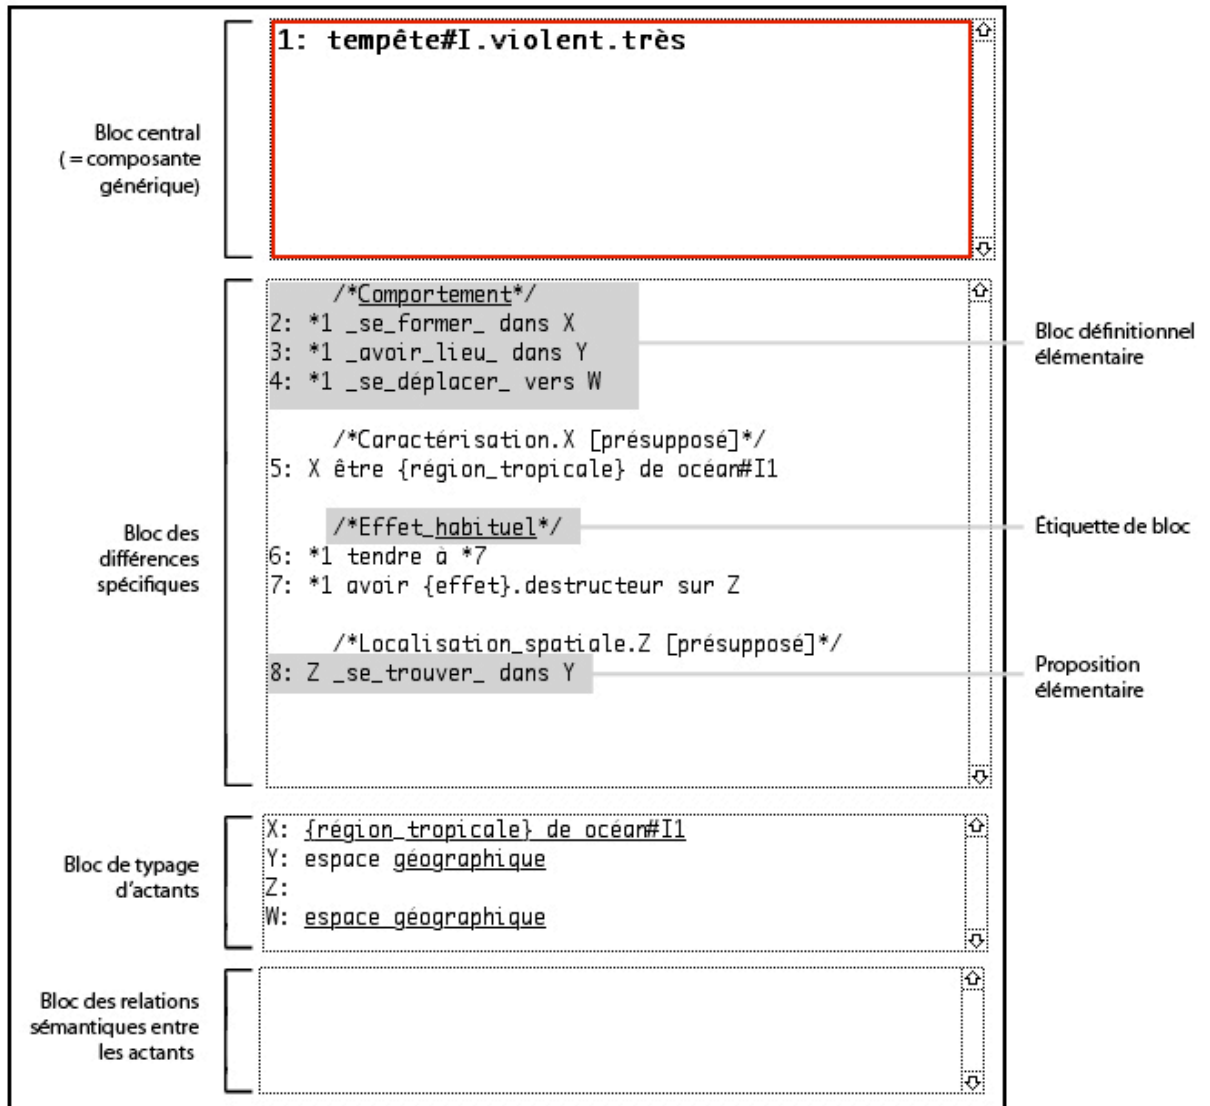 1: tempête#I.violent.très
Bloc central
( = composante
générique)
/*Comportement*/
2: *1 _se_former_ dans X
3: *1 _avoir_lieu_ dans Y
4: *1 _se_déplacer_ vers W
Bloc définitionnel
élémentaire
/*Caractérisation.X [présupposé]*/
5: X être {région_tropicale} de océan#I1
/*Effet_habituel*/
Étiquette de bloc
6: *1 tendre à *7
7: *1 avoir {effet}.destructeur sur Z
Bloc des
différences
spécifiques
/*Localisation_spatiale.Z [présupposé]*/
8: Z _se_trouver_ dans Y
Proposition
élémentaire
X: {région_tropicale} de océan#I1
Y: espace géographique
Z:
W: espace géographique
Bloc de typage
d'actants
Bloc des relations
sémantiques entre
les actants